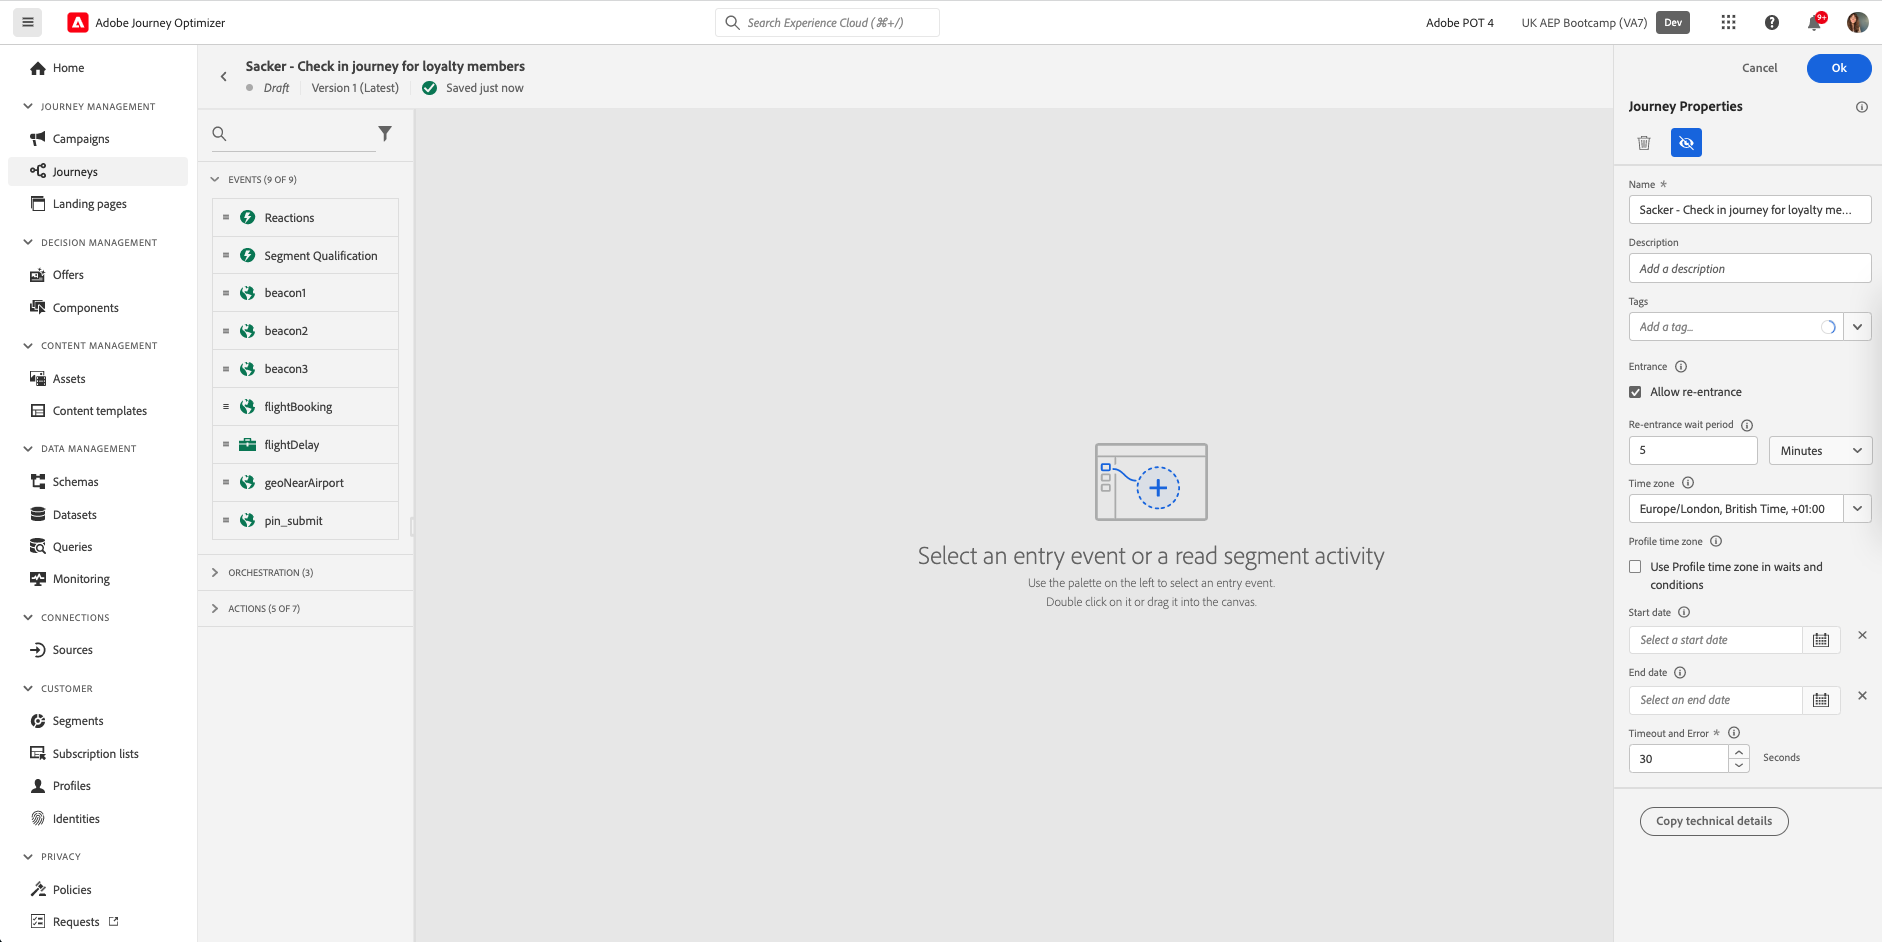 Adobe Journey Optimizer
Search Experience Cloud (⌘+/)
Adobe POT 4
UK AEP Bootcamp (VA7)
Dev
9+
Home
JOURNEY MANAGEMENT
Campaigns
Journeys
Landing pages
DECISION MANAGEMENT
Offers
Components
CONTENT MANAGEMENT
Assets
Content templates
DATA MANAGEMENT
Schemas
Datasets
Queries
Monitoring
CONNECTIONS
Sources
CUSTOMER
Segments
Subscription lists
Profiles
Identities
PRIVACY
Policies
Requests
Sacker - Check in journey for loyalty members
Draft
Version 1 (Latest)
Saved just now
EVENTS (9 OF 9)
Reactions
Segment Qualification
beacon1
beacon2
beacon3
flightBooking
flightDelay
geoNearAirport
pin_submit
ORCHESTRATION (3)
ACTIONS (5 OF 7)
Select an entry event or a read segment activity
Use the palette on the left to select an entry event.
Double click on it or drag it into the canvas.
Cancel
Ok
Journey Properties
Name *
Sacker - Check in journey for loyalty me...
Description
Add a description
Tags
Add a tag...
Entrance
Allow re-entrance
Re-entrance wait period
5
Minutes
Time zone
Europe/London, British Time, +01:00
Profile time zone
Use Profile time zone in waits and
conditions
Start date
Select a start date
End date
Select an end date
Timeout and Error *
30
Seconds
Copy technical details